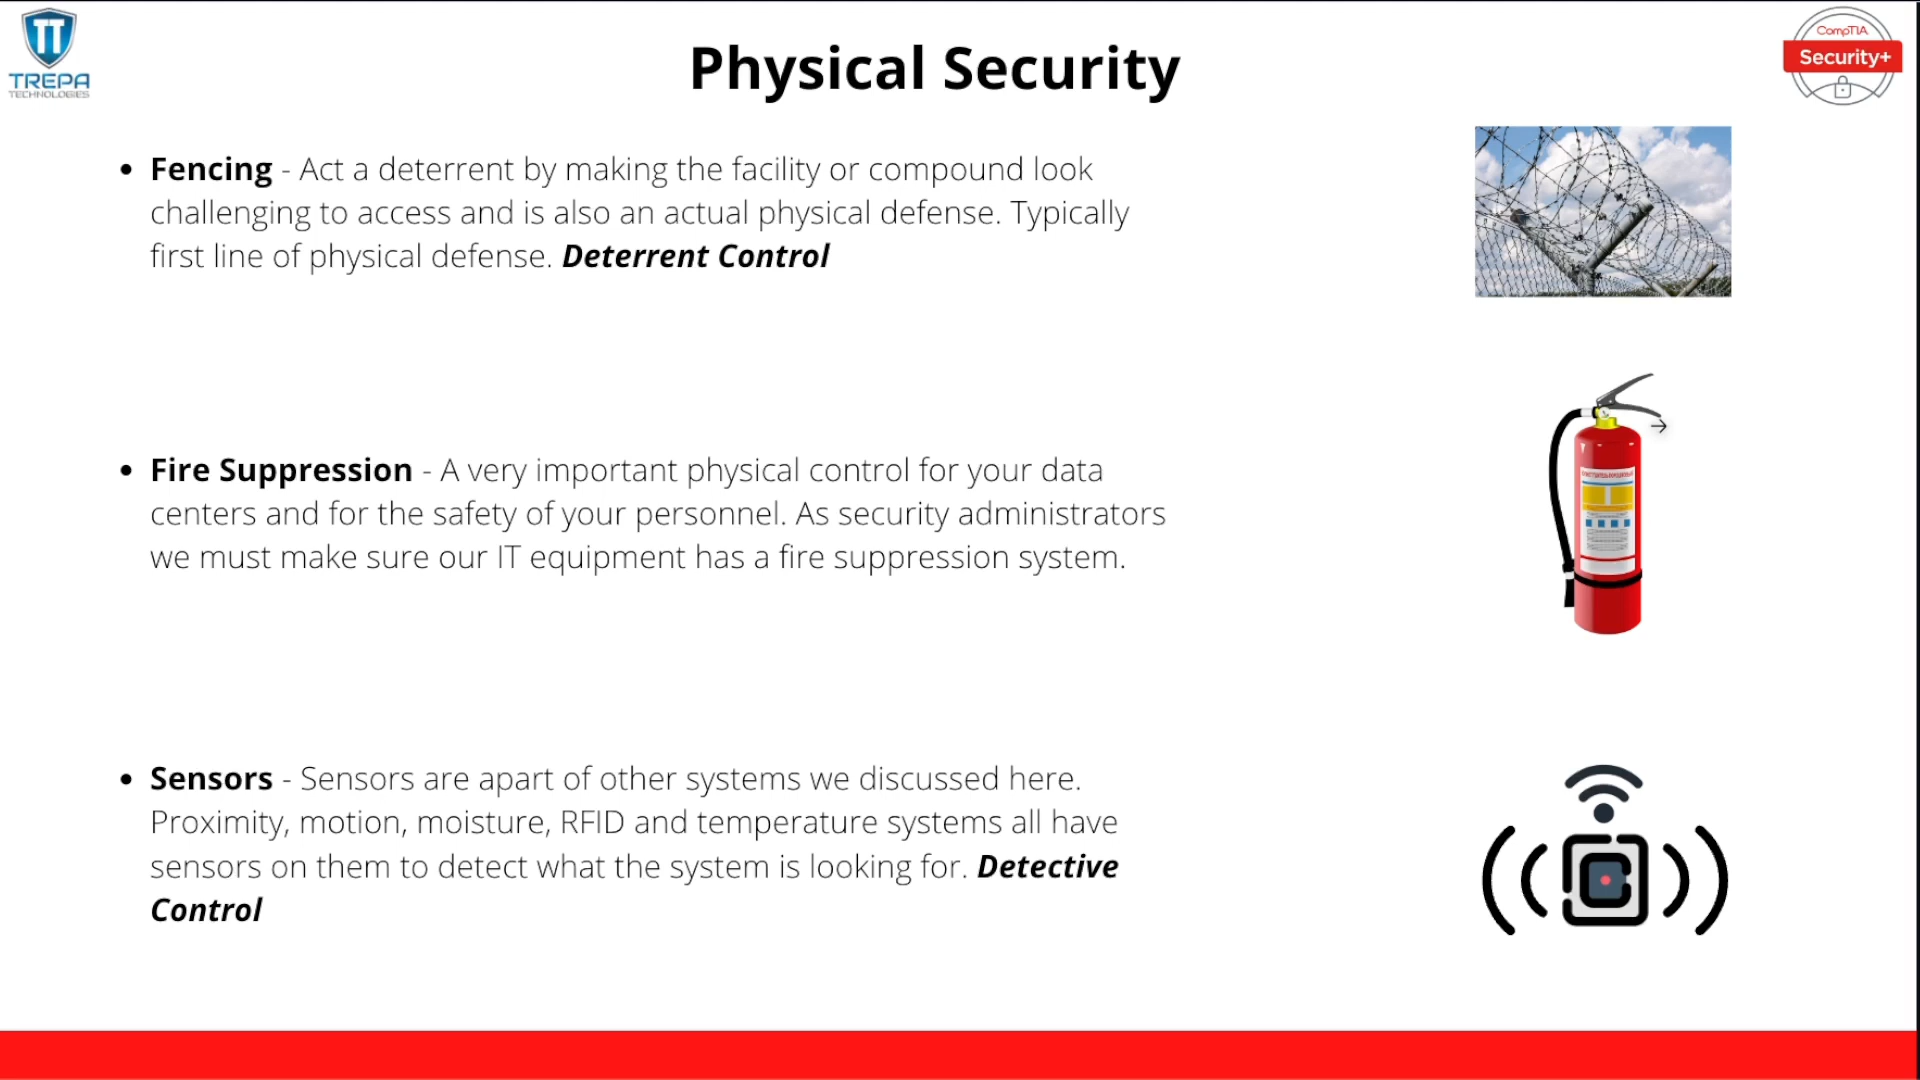 TREPA
TECHNOLOGIES
Physical Security
CompTIA
Security+
• Fencing - Act a deterrent by making the facility or compound look
challenging to access and is also an actual physical defense. Typically
first line of physical defense. Deterrent Control
• Fire Suppression - A very important physical control for your data
centers and for the safety of your personnel. As security administrators
we must make sure our IT equipment has a fire suppression system.
• Sensors - Sensors are apart of other systems we discussed here.
Proximity, motion, moisture, RFID and temperature systems all have
sensors on them to detect what the system is looking for. Detective
Control